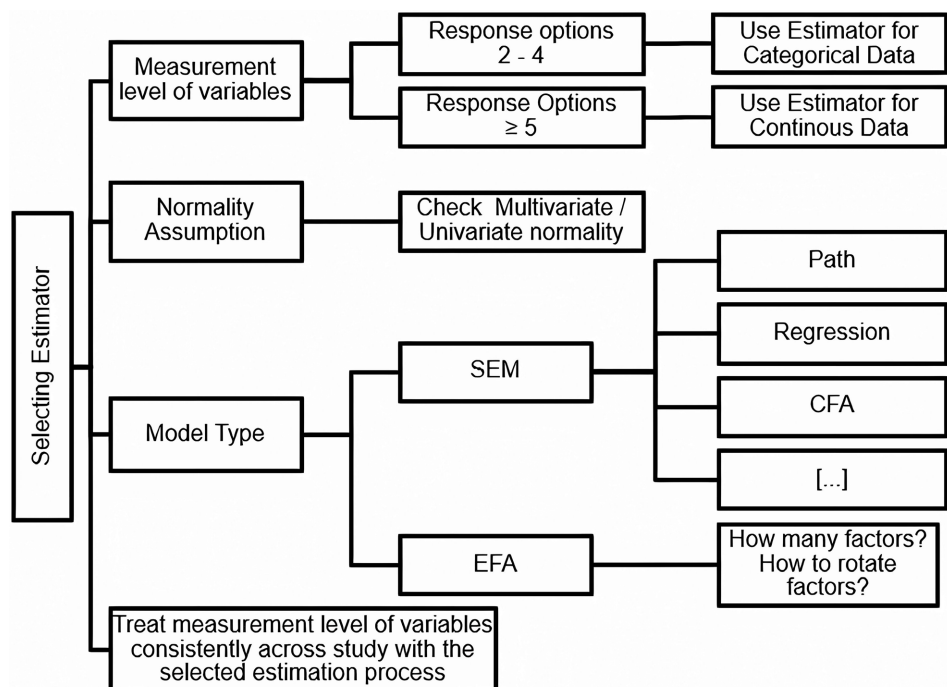 Selecting Estimator
Measurement
level of variables
Response options
2 - 4
Use Estimator for
Categorical Data
Response Options
≥ 5
Use Estimator for
Continous Data
Normality
Assumption
Check Multivariate /
Univariate normality
Model Type
SEM
Path
Regression
CFA
[...]
EFA
How many factors?
How to rotate
factors?
Treat measurement level of variables
consistently across study with the
selected estimation process